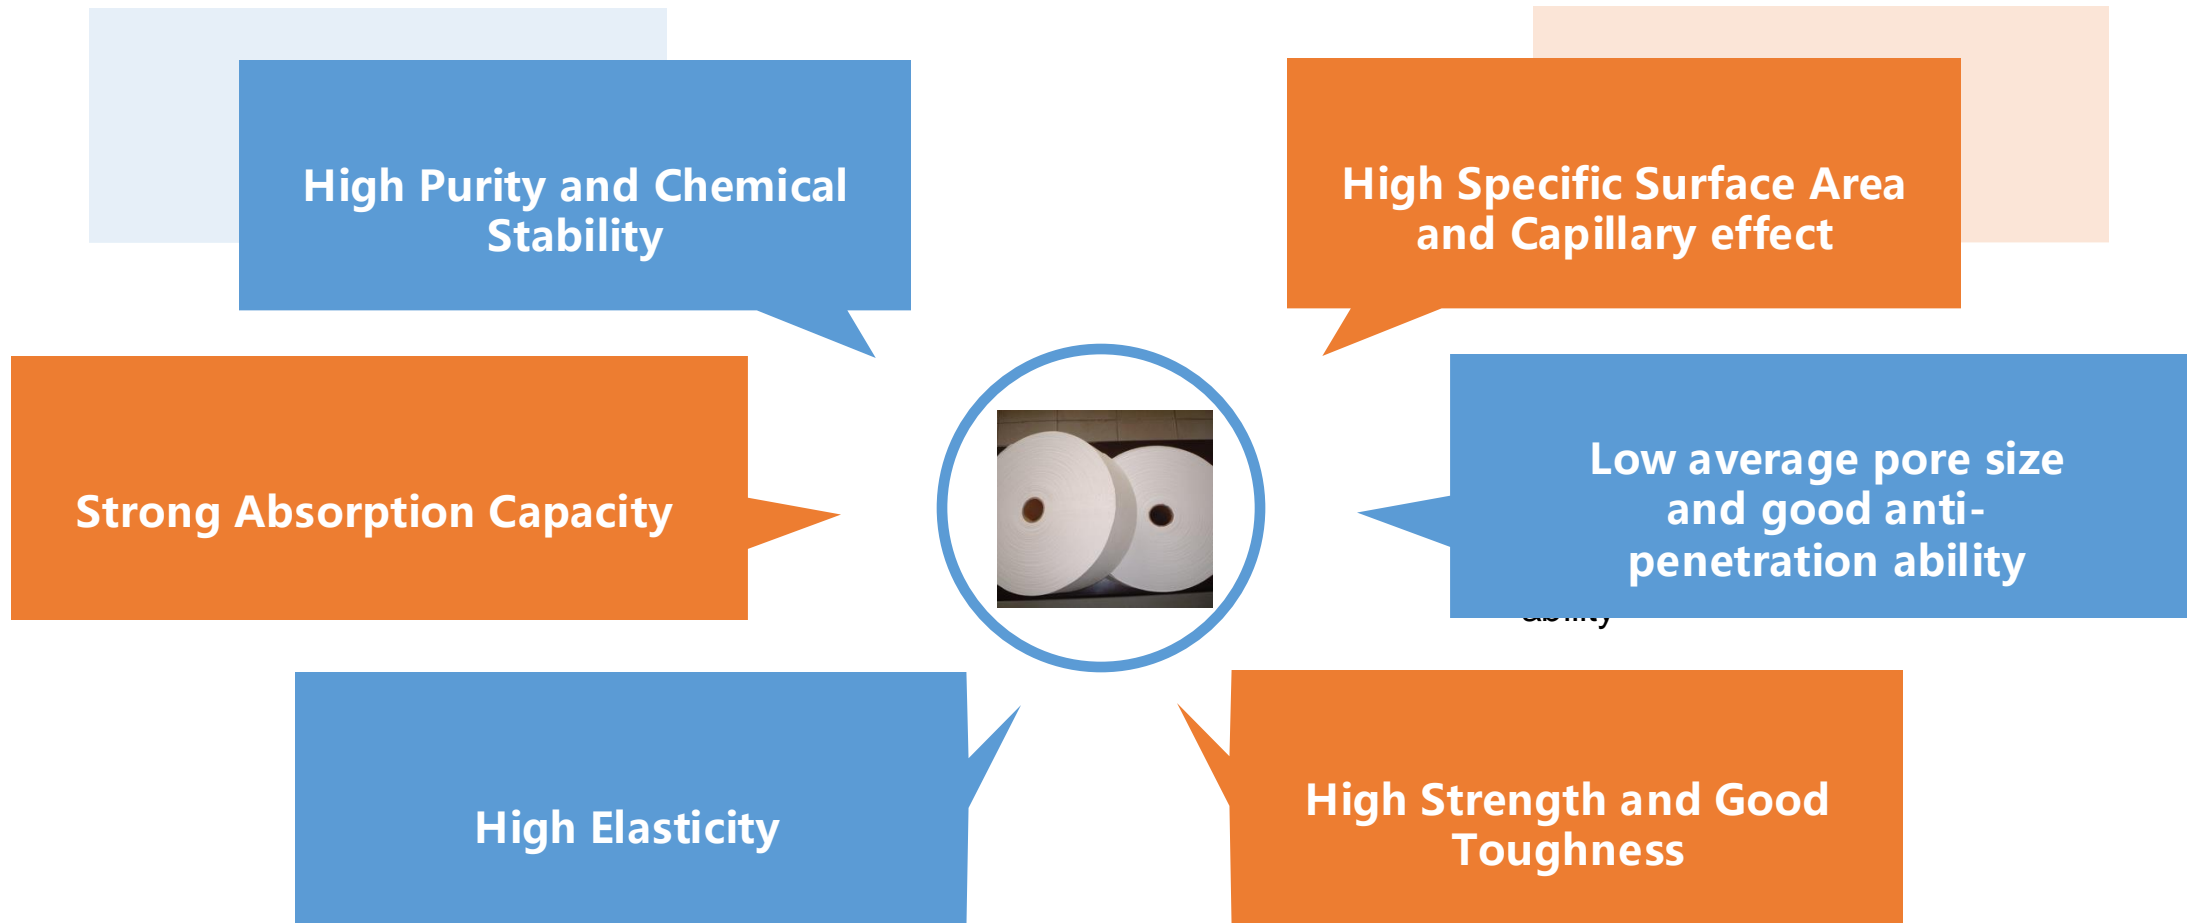 High Purity and Chemical
Stability
High Specific Surface Area
and Capillary effect
Strong Absorption Capacity
Low average pore size
and good anti-
penetration ability
ability
High Elasticity
High Strength and Good
Toughness